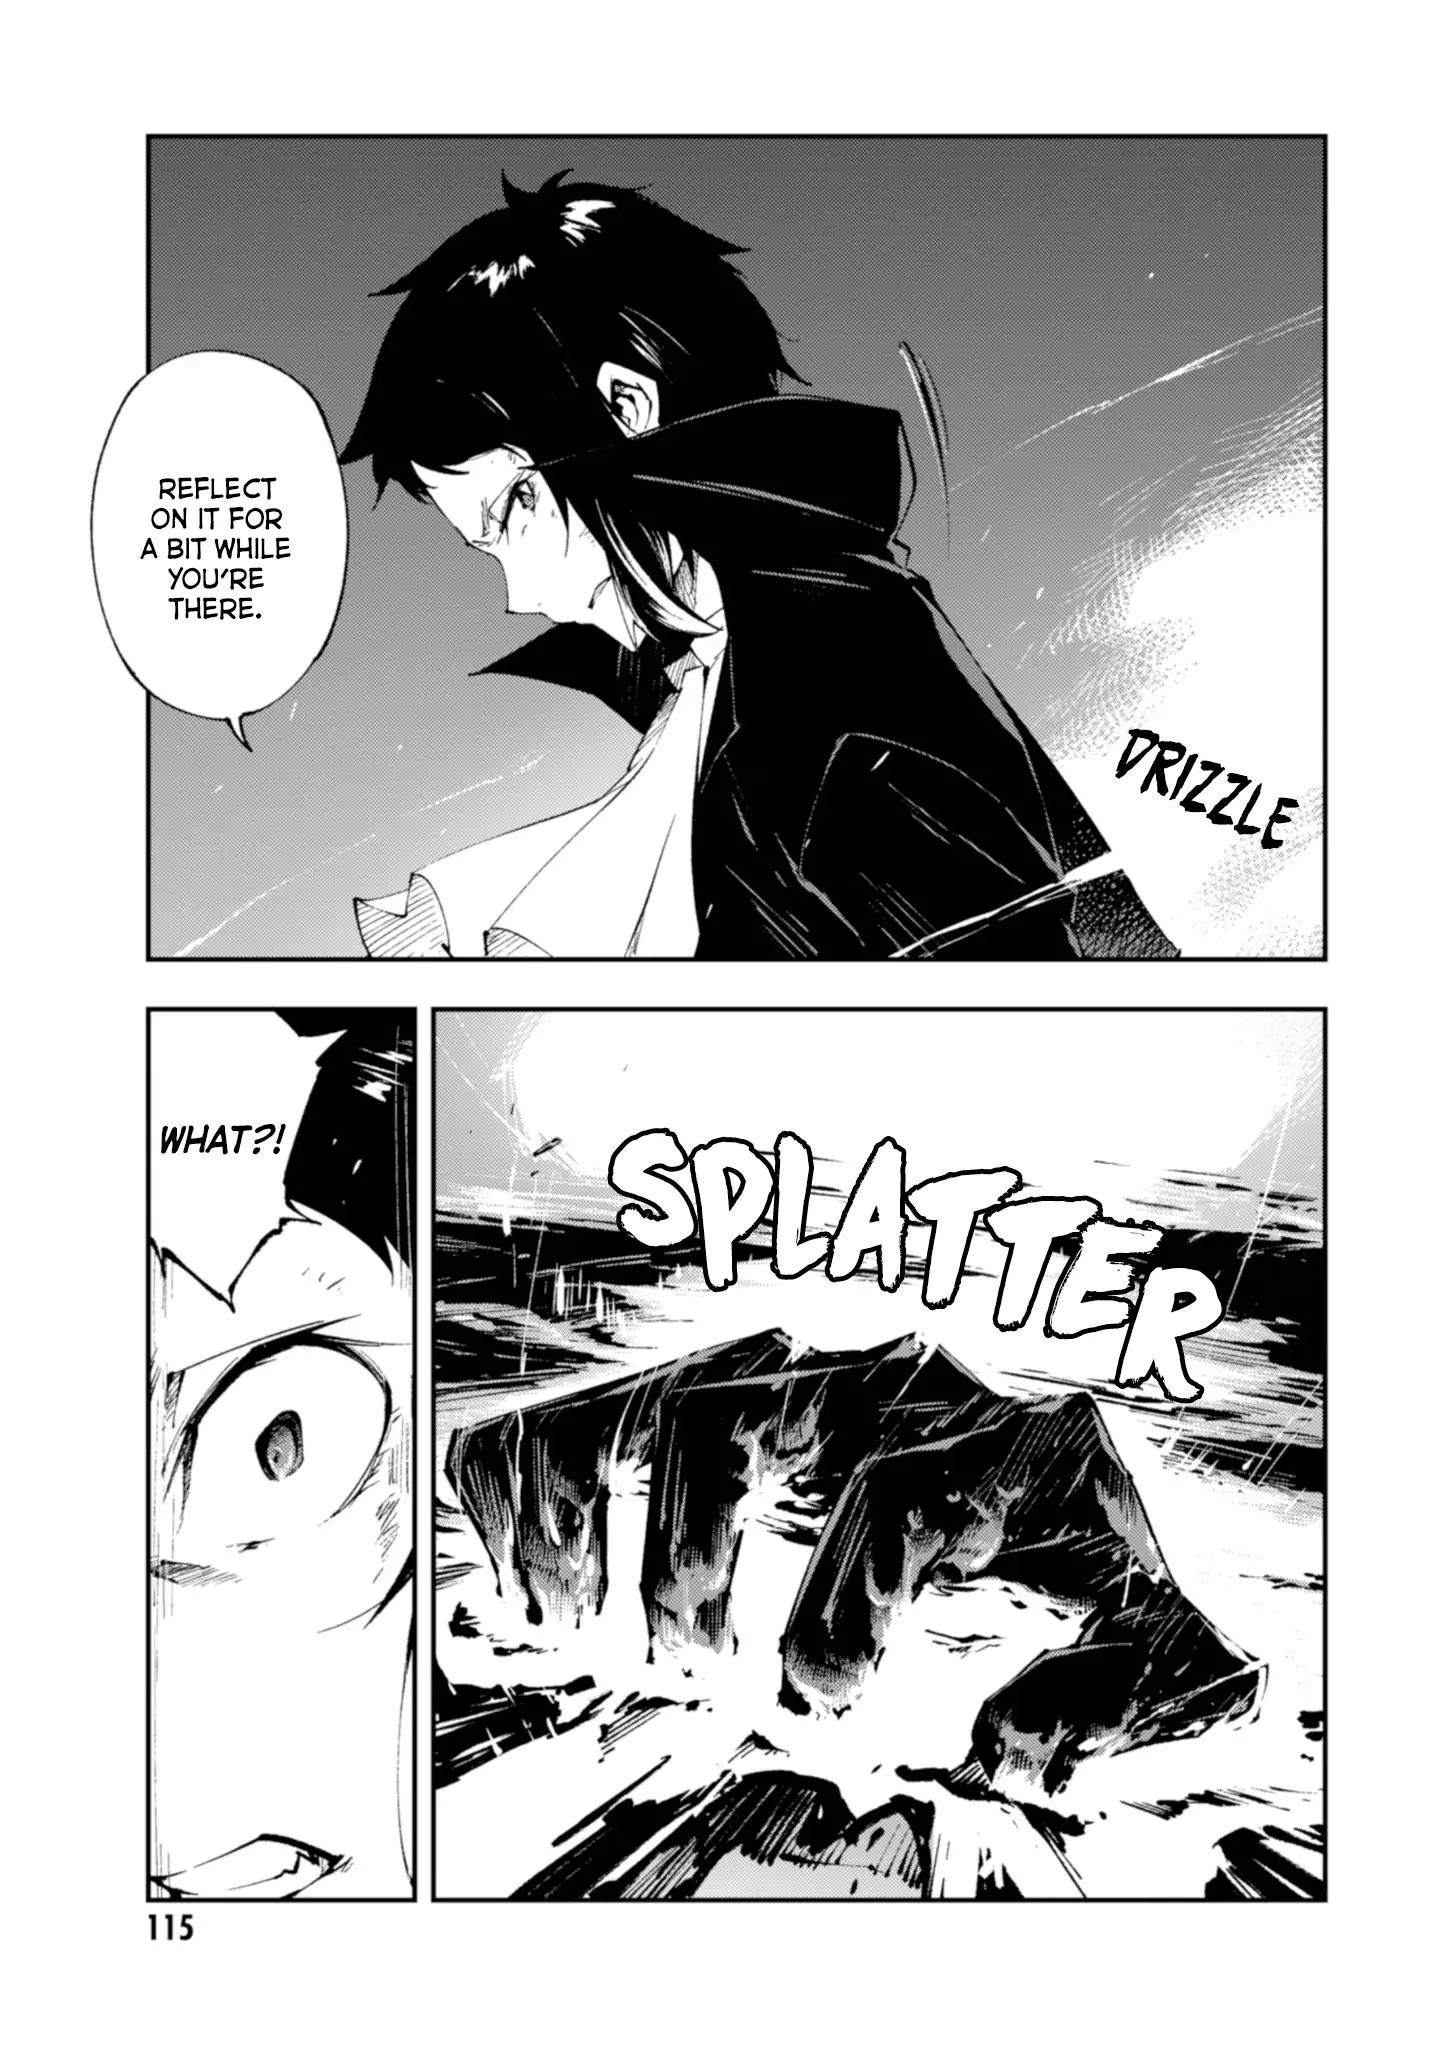 REFLECT
ON IT FOR
A BIT WHILE
YOU'RE
THERE.
DRIZZLE
SPLATTER
WHAT?!
115